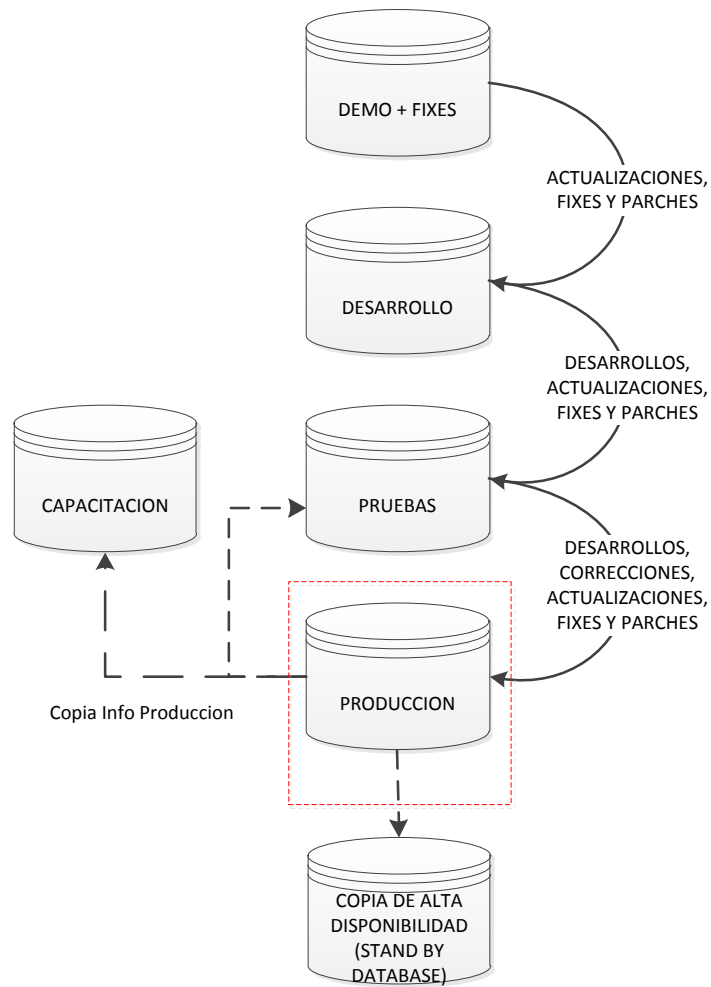 DEMO + FIXES
ACTUALIZACIONES,
FIXES Y PARCHES
DESARROLLO
DESARROLLOS,
ACTUALIZACIONES,
FIXES Y PARCHES
CAPACITACION
PRUEBAS
DESARROLLOS,
CORRECCIONES,
ACTUALIZACIONES,
FIXES Y PARCHES
PRODUCCION
Copia Info Produccion
COPIA DE ALTA
DISPONIBILIDAD
(STAND BY
DATABASE)